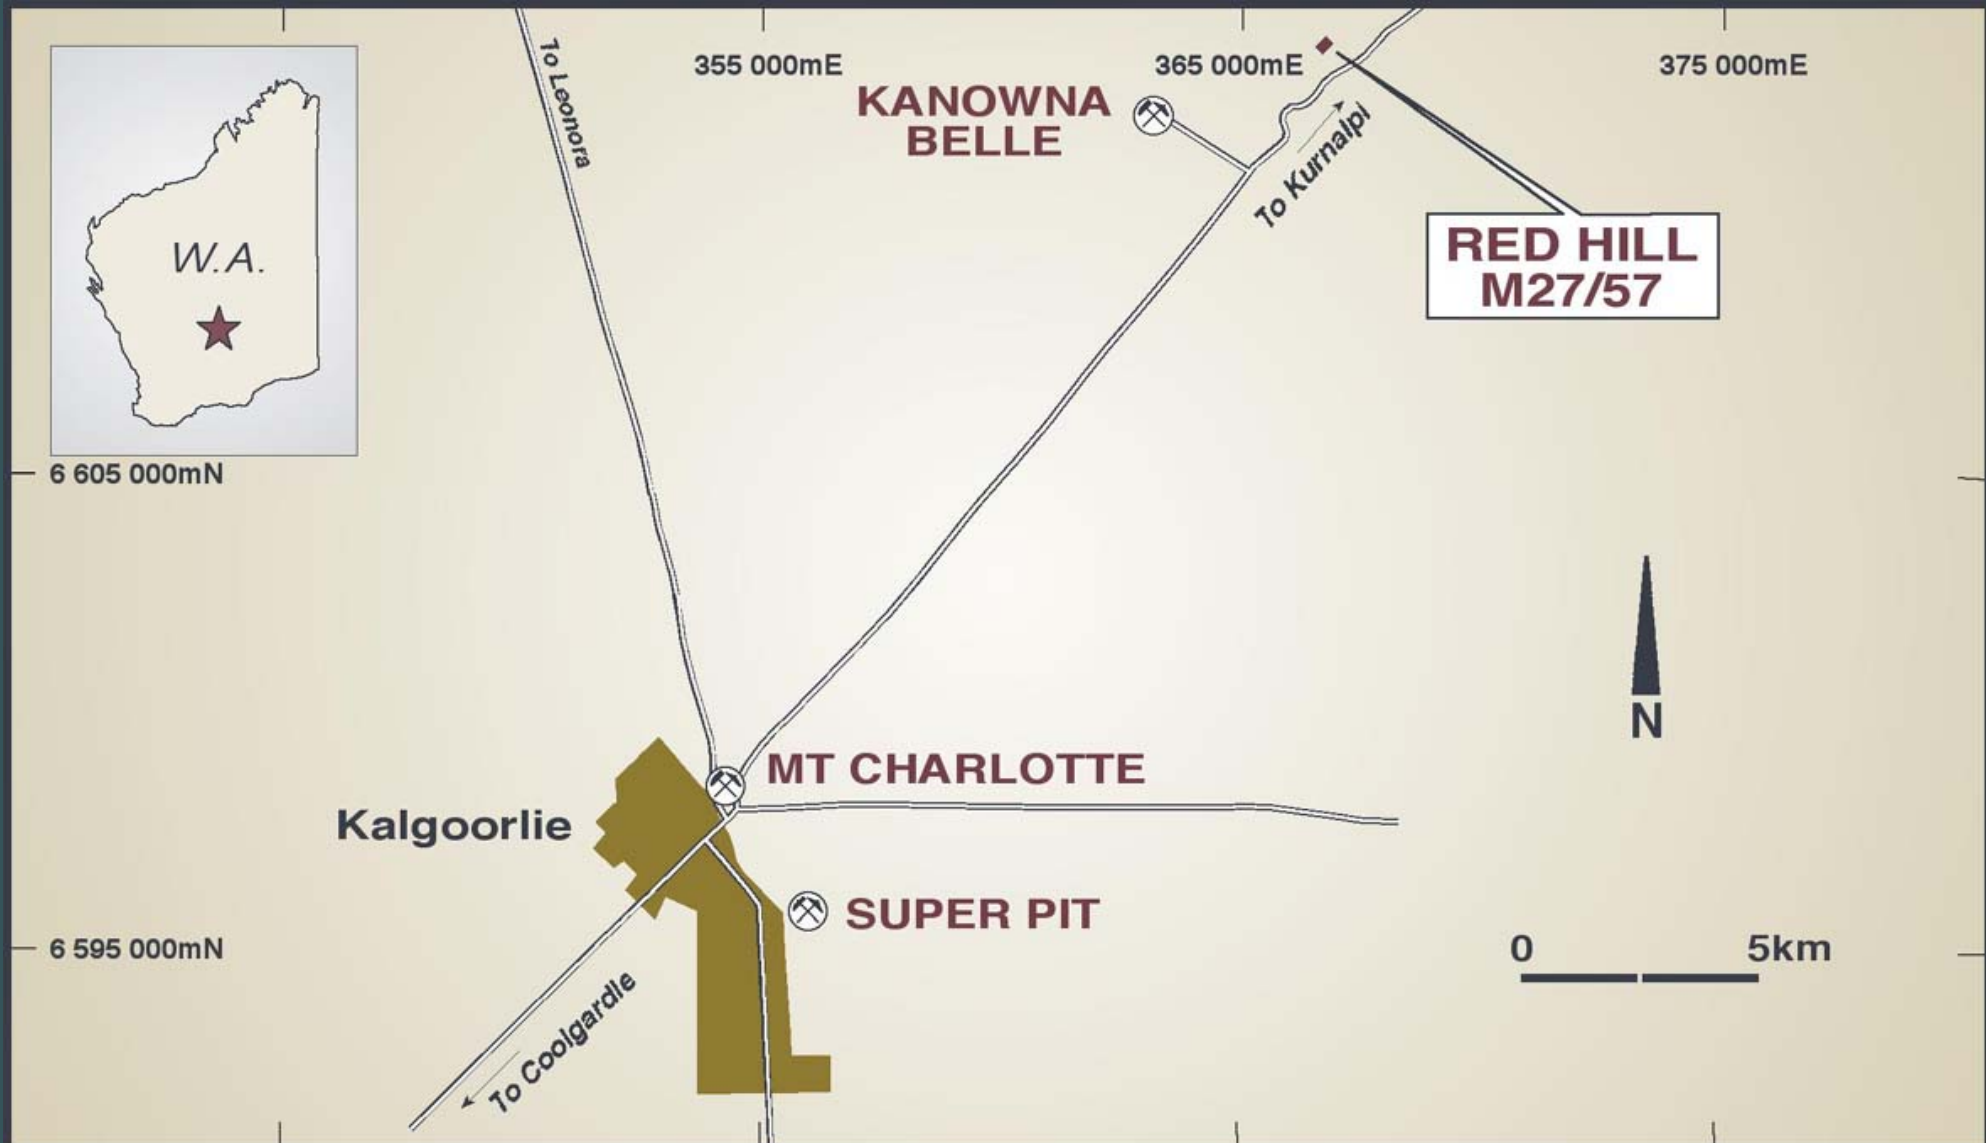 To Leonora
355 000mE
365 000mE
375 000mE
KANOWNA
BELLE
To Kurnalpi
RED HILL
M27/57
W.A.
6 605 000mN
N
MT CHARLOTTE
Kalgoorlie
SUPER PIT
6 595 000mN
0 5km
To Coolgardle